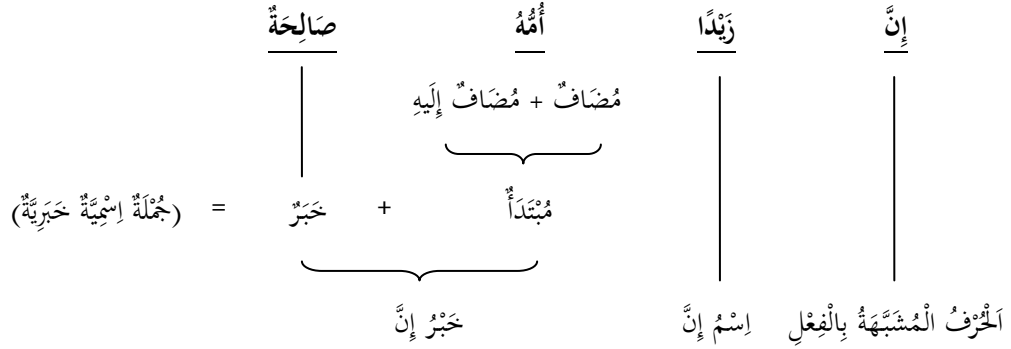 إِنَّ زَيْدًا أُمُّهُ صَالِحَةٌ
مُضَافٌ + مُضَافٌ إِلَيهِ
مُبْتَدَأٌ + خَبَرٌ = (جُمْلَةٌ اِسْمِيَّةٌ خَبَرِيَّةٌ)
اَلْحُرْفُ الْمُشَبَّهَةُ بِالْفِعْلِ اِسْمُ إِنَّ خَبْرُ إِنَّ